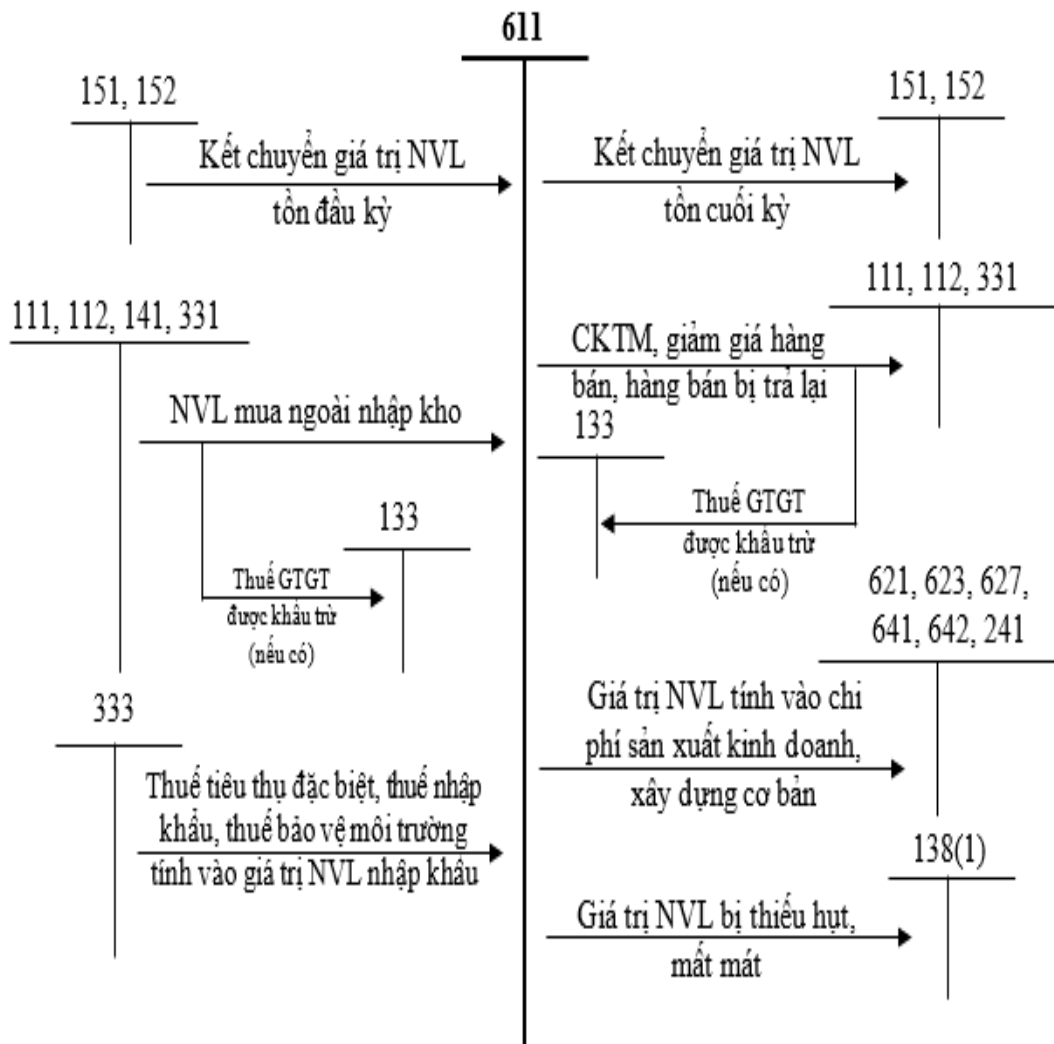 611
151, 152
Kết chuyển giá trị NVL
tồn đầu kỳ
111, 112, 141, 331
NVL mua ngoài nhập kho
133
Thuế GTGT
được khấu trừ
(nếu có)
333
Thuế tiêu thụ đặc biệt, thuế nhập
khẩu, thuế bảo vệ môi trường
tính vào giá trị NVL nhập khẩu
151, 152
Kết chuyển giá trị NVL
tồn cuối kỳ
111, 112, 331
CKTM, giảm giá hàng
bán, hàng bán bị trả lại
133
Thuế GTGT
được khấu trừ
(nếu có)
621, 623, 627,
641, 642, 241
Giá trị NVL tính vào chi
phí sản xuất kinh doanh,
xây dựng cơ bản
138(1)
Giá trị NVL bị thiếu hụt,
mất mát